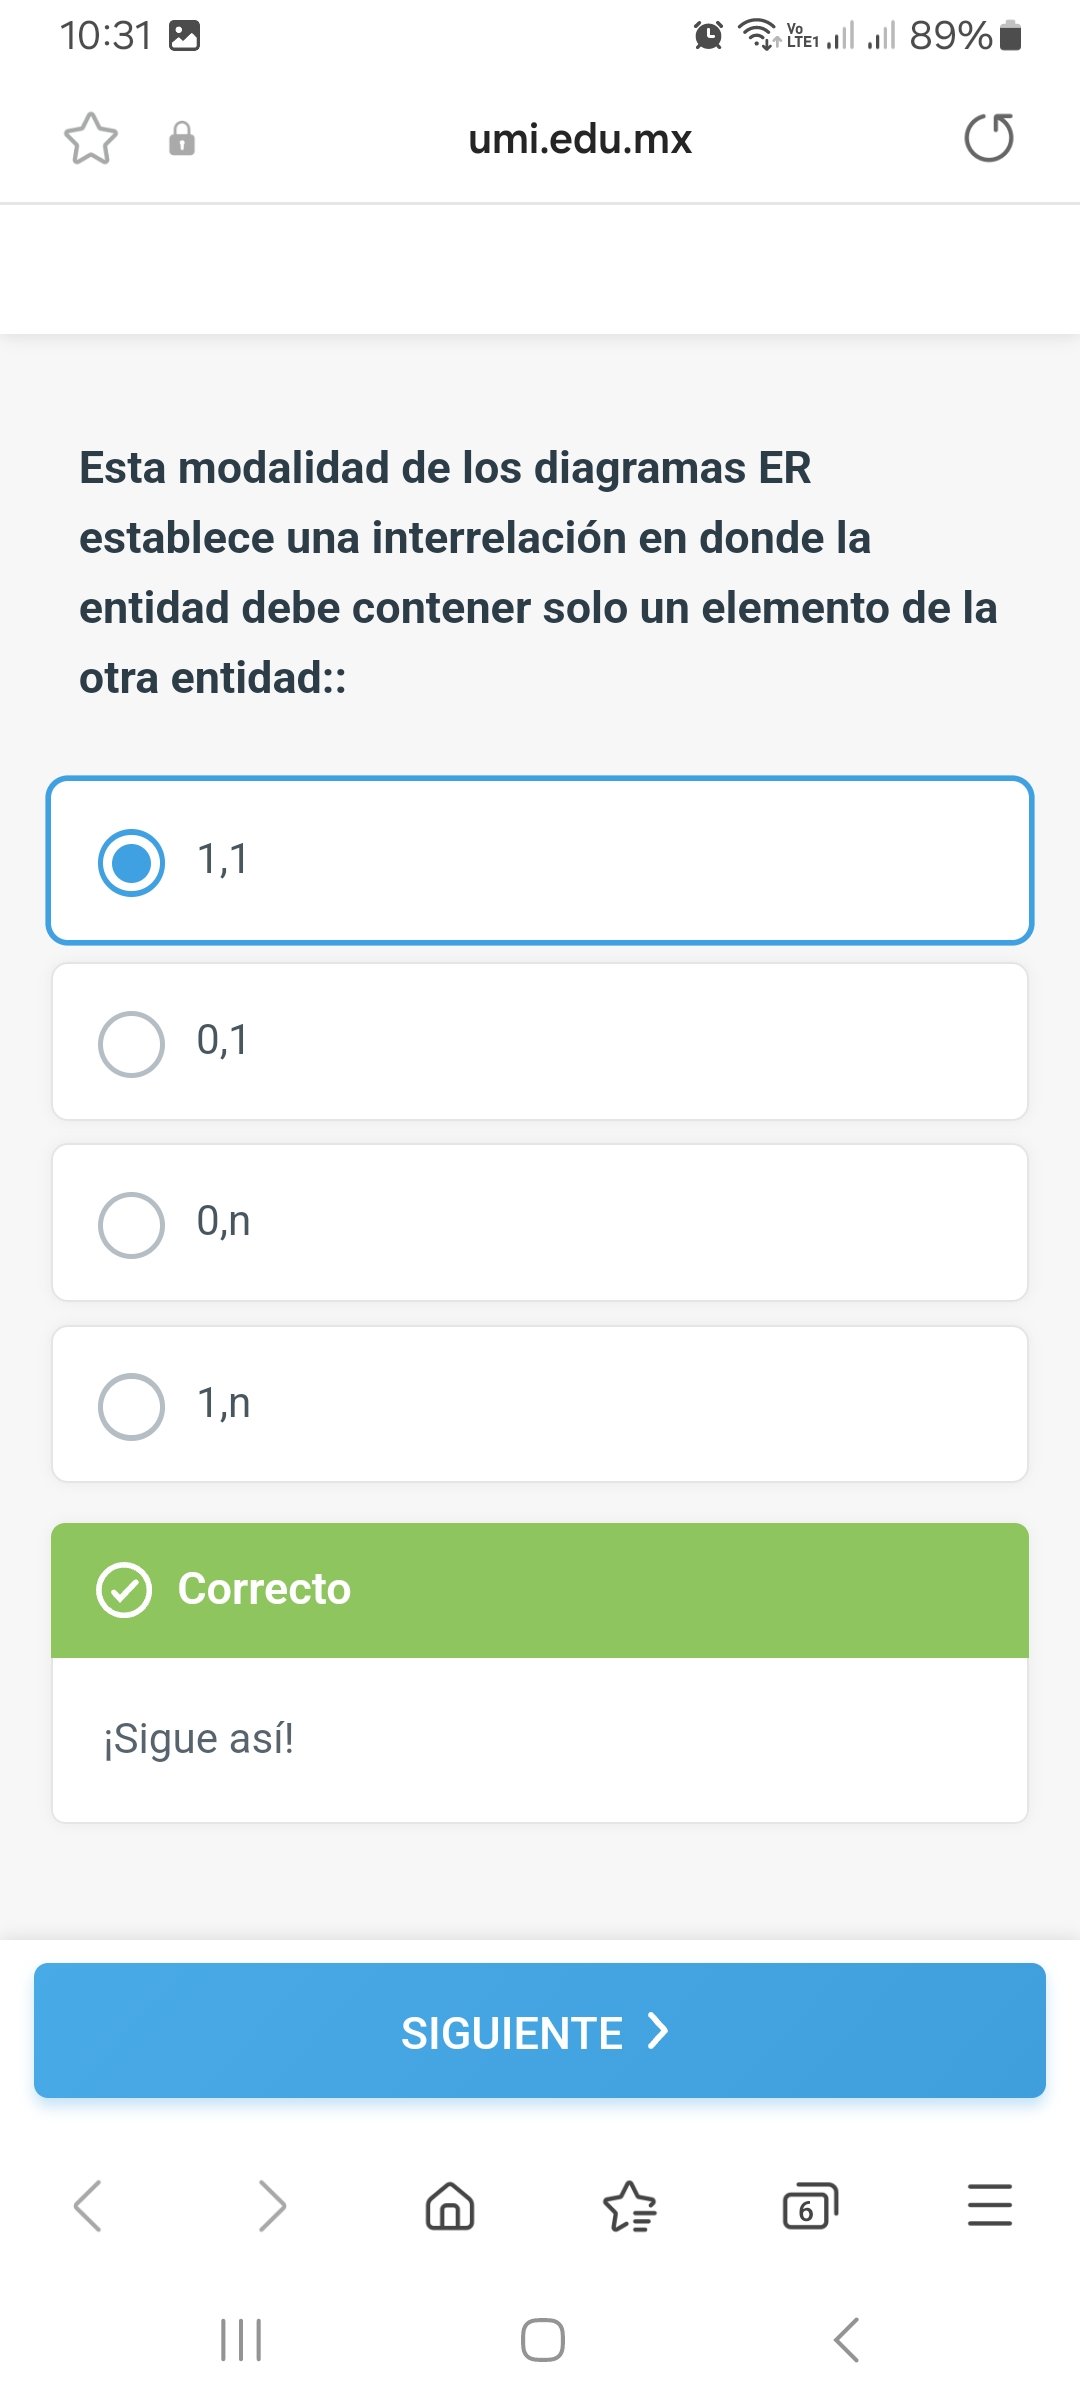 10:31
Vo
LTE1
89%
umi.edu.mx
Esta modalidad de los diagramas ER
establece una interrelación en donde la
entidad debe contener solo un elemento de la
otra entidad::
1,1
0,1
0,n
1,n
Correcto
¡Sigue así!
SIGUIENTE
6